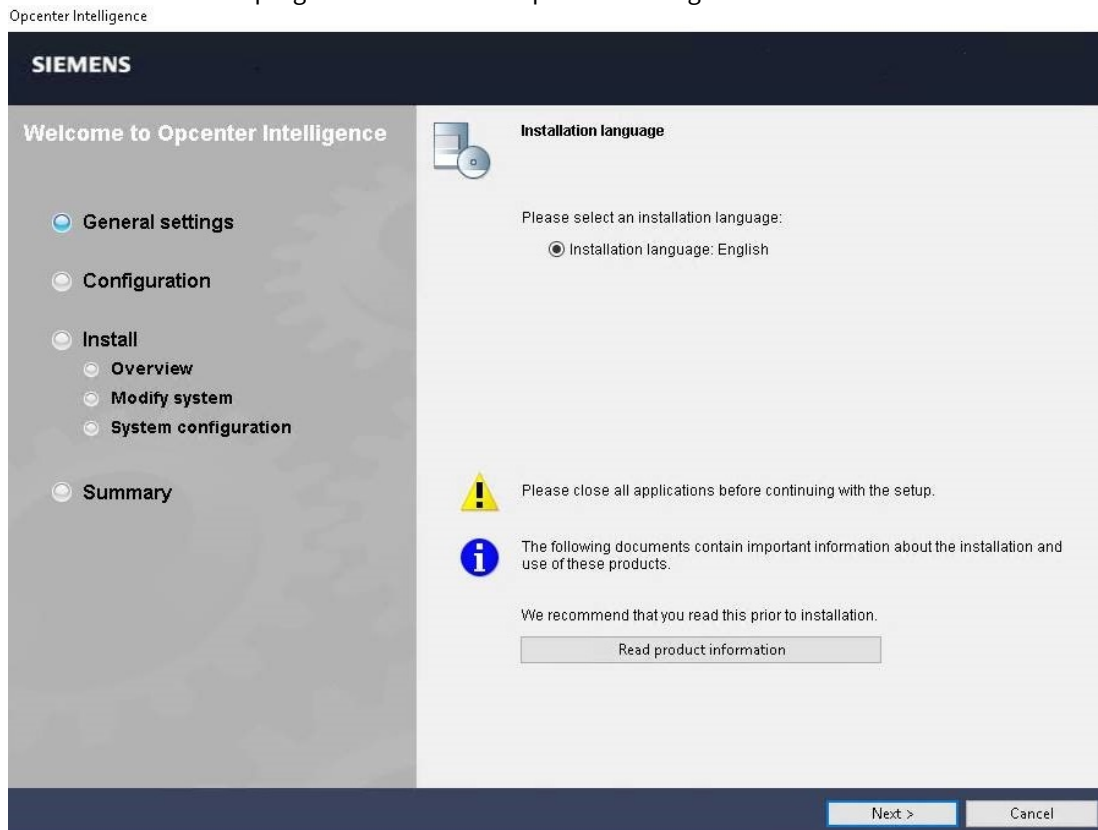 Opcenter Intelligence
SIEMENS
Welcome to Opcenter Intelligence
General settings
Configuration
Install
Overview
Modify system
System configuration
Summary
Installation language
Please select an installation language:
Installation language: English
Please close all applications before continuing with the setup.
The following documents contain important information about the installation and
use of these products.
We recommend that you read this prior to installation.
Read product information
Next >
Cancel